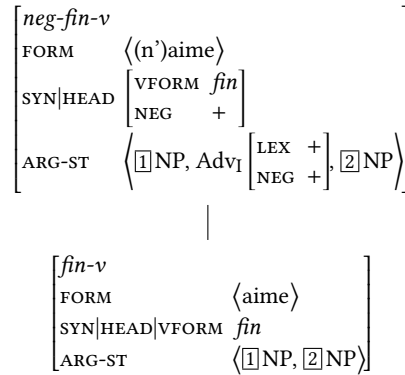 neg-fin-v
FORM ⟨(n’)aime⟩
SYN|HEAD [VFORM fin
NEG +]
ARG-ST ⟨[1]NP, Adv_I [LEX +
NEG +], [2]NP⟩
fin-v
FORM ⟨aime⟩
SYN|HEAD|VFORM fin
ARG-ST ⟨[1]NP, [2]NP⟩